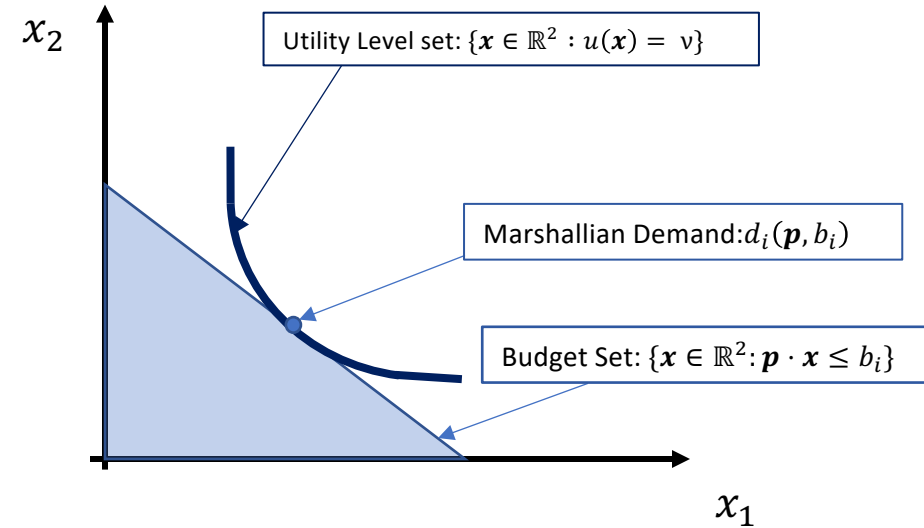 x₂
Utility Level set: {𝒙 ∈ ℝ² : u(𝒙) = ν}
Marshallian Demand:dᵢ(𝒑, bᵢ)
Budget Set: {𝒙 ∈ ℝ²: 𝒑 · 𝒙 ≤ bᵢ}
x₁